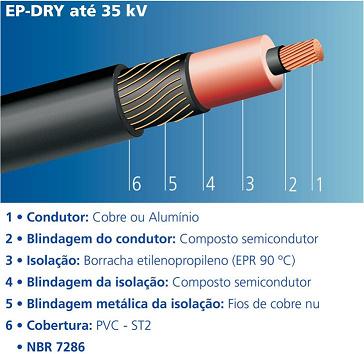 EP-DRY até 35 kV
6 5 4 3 2 1
1 • Condutor: Cobre ou Alumínio
2 • Blindagem do condutor: Composto semicondutor
3 • Isolação: Borracha etilenopropileno (EPR 90 ºC)
4 • Blindagem da isolação: Composto semicondutor
5 • Blindagem metálica da isolação: Fios de cobre nu
6 • Cobertura: PVC - ST2
• NBR 7286